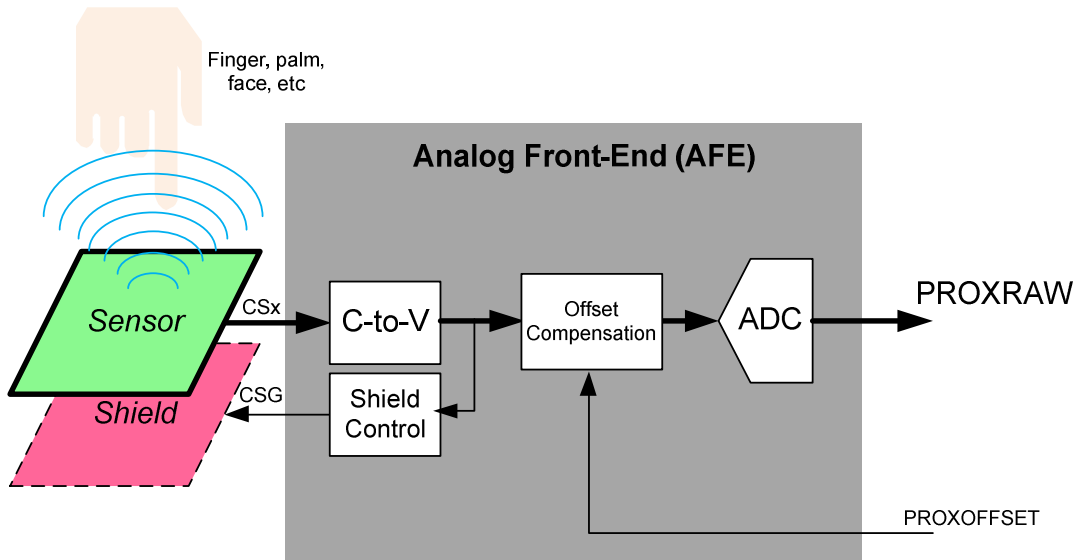 Finger, palm,
face, etc
Analog Front-End (AFE)
Sensor
CSx
C-to-V
Offset
Compensation
ADC
PROXRAW
Shield
CSG
Shield
Control
PROXOFFSET